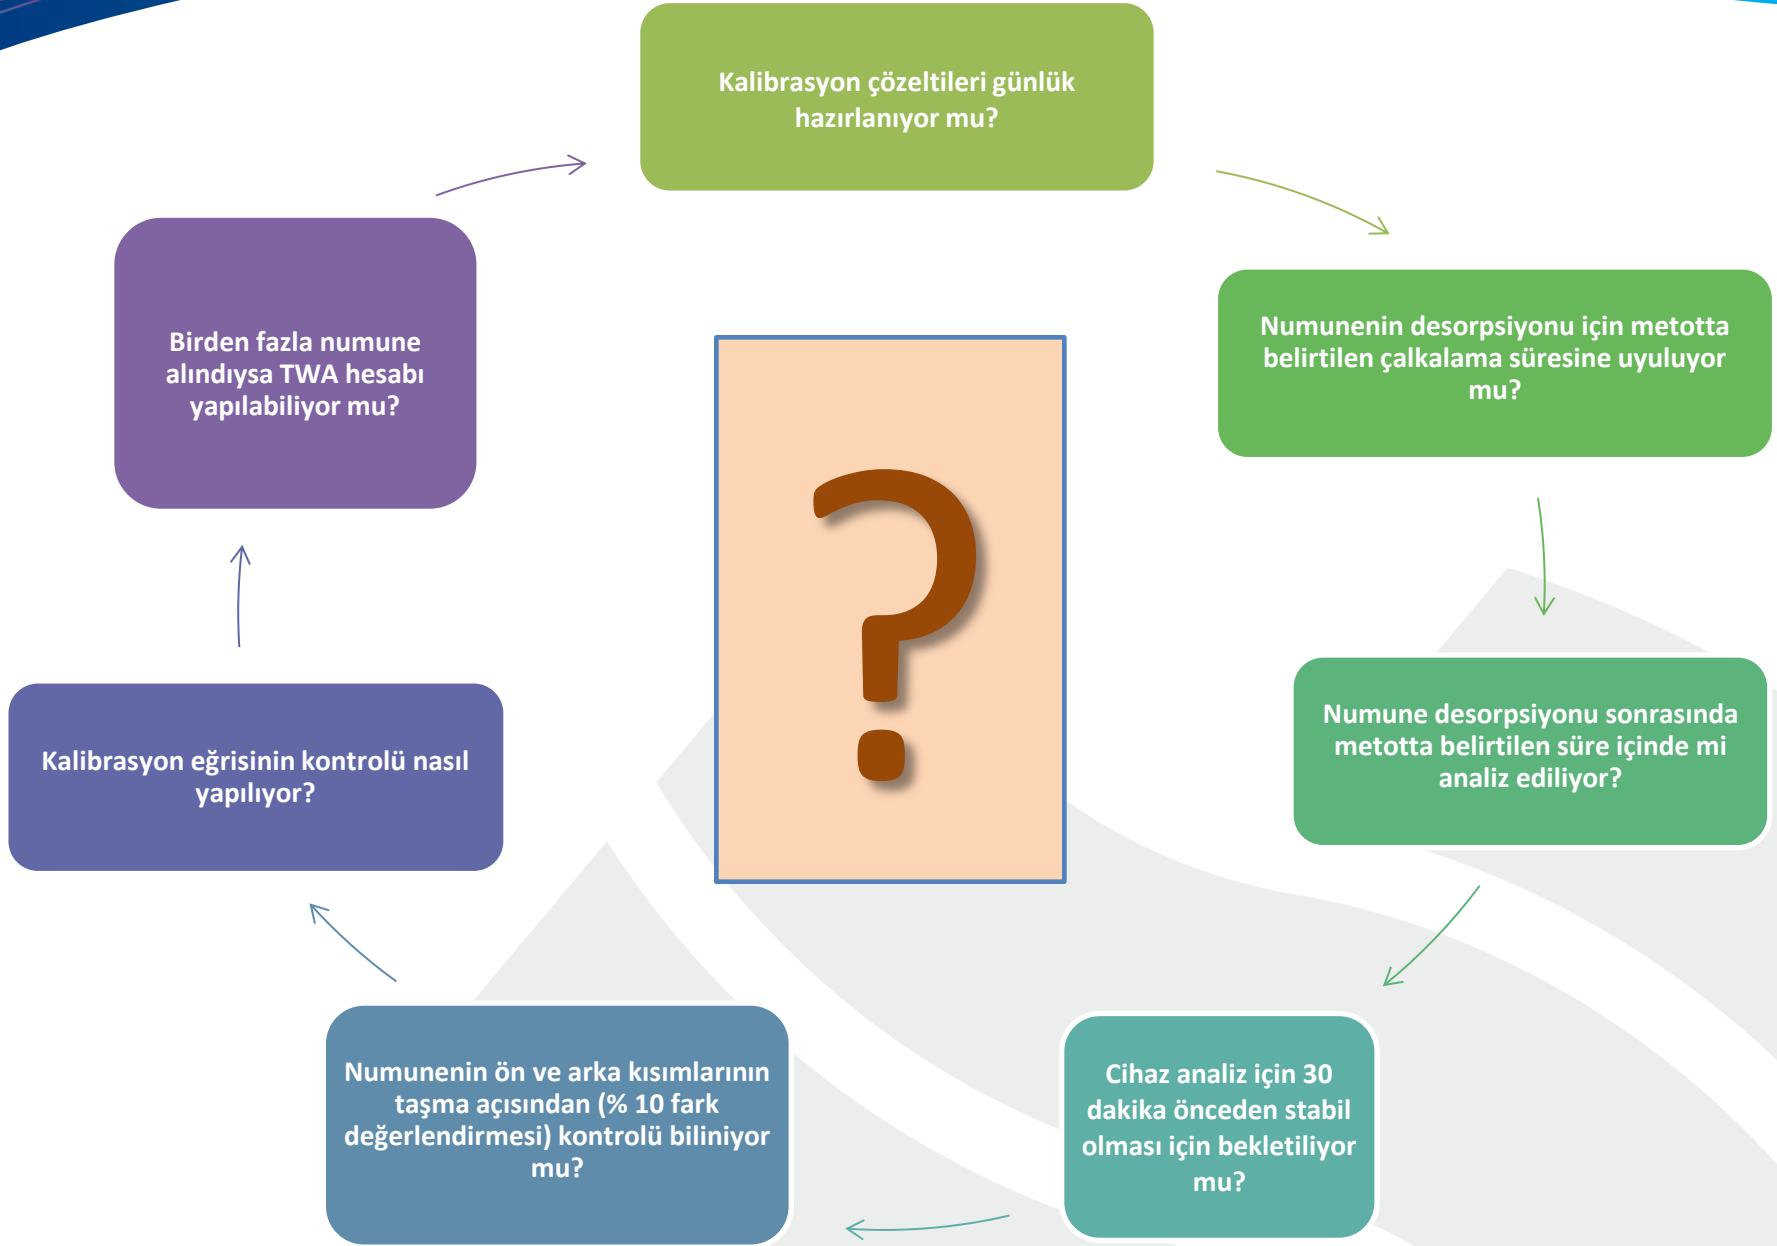 Kalibrasyon çözeltileri günlük
hazırlanıyor mu?
Numunenin desorpsiyonu için metotta
belirtilen çalkalama süresine uyuluyor
mu?
Numune desorpsiyonu sonrasında
metotta belirtilen süre içinde mi
analiz ediliyor?
Cihaz analiz için 30
dakika önceden stabil
olması için bekletiliyor
mu?
Numunenin ön ve arka kısımlarının
taşma açısından (% 10 fark
değerlendirmesi) kontrolü biliniyor
mu?
Kalibrasyon eğrisinin kontrolü nasıl
yapılıyor?
Birden fazla numune
alındıysa TWA hesabı
yapılabiliyor mu?
?